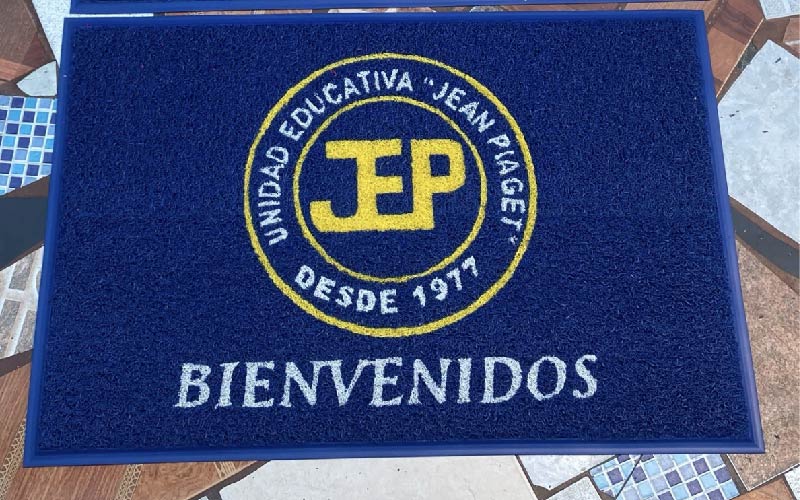 UNIDAD EDUCATIVA "JEAN PIAGET"
JEP
DESDE 1977
BIENVENIDOS